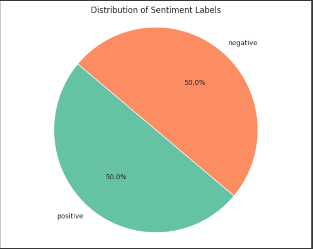 Distribution of Sentiment Labels
negative
50.0%
50.0%
positive